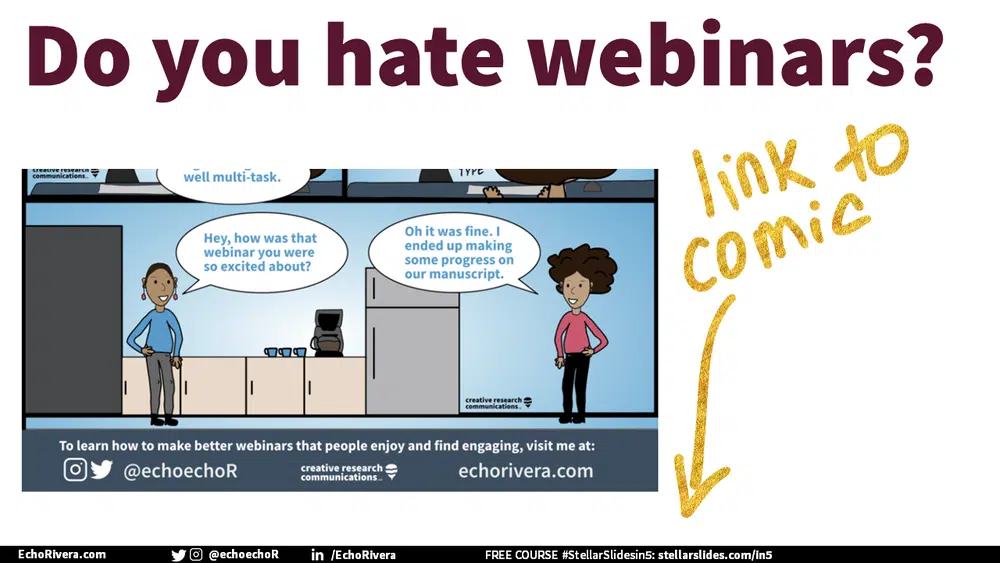 Do you hate webinars?
link to
comic
creative research
communications
well multi-task.
TYPE
Hey, how was that
webinar you were
so excited about?
Oh it was fine. I
ended up making
some progress on
our manuscript.
creative research
communications
To learn how to make better webinars that people enjoy and find engaging, visit me at:
@echoechoR
creative research
communications
echorivera.com
EchoRivera.com
@echoechoR
in /EchoRivera
FREE COURSE #StellarSlidesin5: stellarslides.com/in5